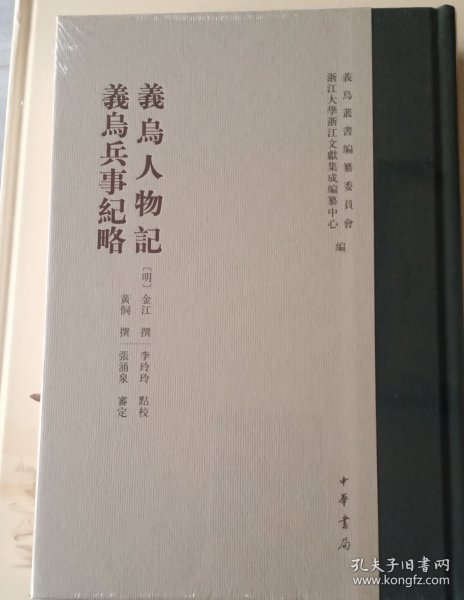 義烏叢書編纂委員會
浙江大學浙江文獻集成編纂中心
編
義烏人物記
義烏兵事紀略
〔明〕金江 撰
黃侗 撰
李玲玲 點校
張涌泉 審定
中華書局
孔夫子旧书网
www.kongfz.com